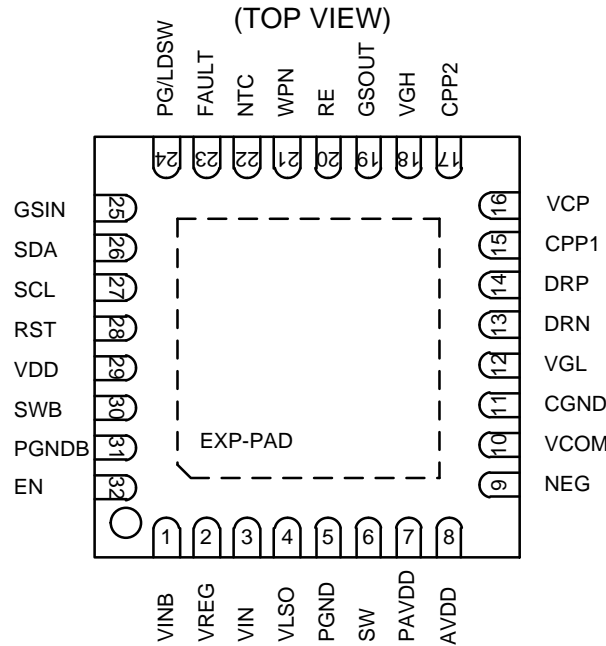 (TOP VIEW)
PG/LDSW
FAULT
NTC
WPN
RE
GSOUT
VGH
CPP2
24
23
22
21
20
19
18
17
GSIN 25
SDA 26
SCL 27
RST 28
VDD 29
SWB 30
PGNDB 31
EN 32
16 VCP
15 CPP1
14 DRP
13 DRN
12 VGL
11 CGND
10 VCOM
9 NEG
EXP-PAD
1
2
3
4
5
6
7
8
VINB
VREG
VIN
VLSO
PGND
SW
PAVDD
AVDD